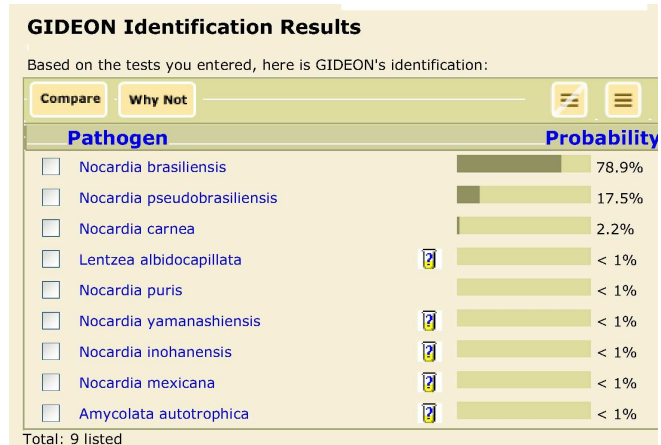 GIDEON Identification Results
Based on the tests you entered, here is GIDEON's identification:
Compare Why Not
Pathogen Probability
Nocardia brasiliensis 78.9%
Nocardia pseudobrasiliensis 17.5%
Nocardia carnea 2.2%
Lentzea albidocapillata ? < 1%
Nocardia puris < 1%
Nocardia yamanashiensis ? < 1%
Nocardia inohanensis ? < 1%
Nocardia mexicana ? < 1%
Amycolata autotrophica ? < 1%
Total: 9 listed